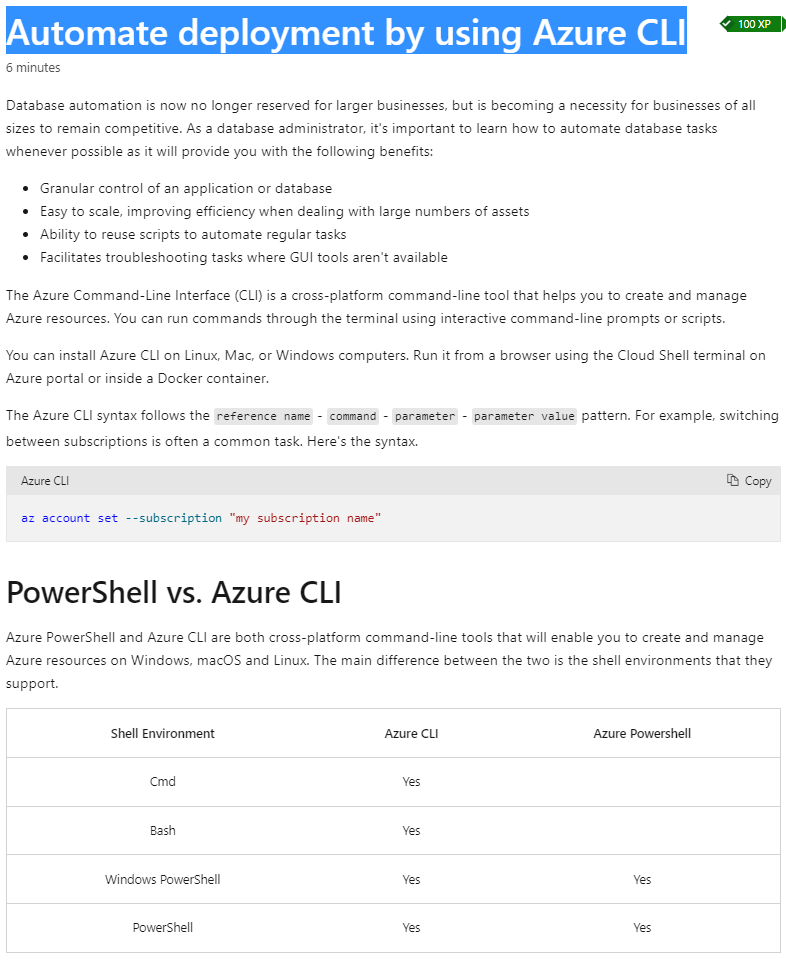 Automate deployment by using Azure CLI
100 XP
6 minutes
Database automation is now no longer reserved for larger businesses, but is becoming a necessity for businesses of all
sizes to remain competitive. As a database administrator, it's important to learn how to automate database tasks
whenever possible as it will provide you with the following benefits:
• Granular control of an application or database
• Easy to scale, improving efficiency when dealing with large numbers of assets
• Ability to reuse scripts to automate regular tasks
• Facilitates troubleshooting tasks where GUI tools aren't available
The Azure Command-Line Interface (CLI) is a cross-platform command-line tool that helps you to create and manage
Azure resources. You can run commands through the terminal using interactive command-line prompts or scripts.
You can install Azure CLI on Linux, Mac, or Windows computers. Run it from a browser using the Cloud Shell terminal on
Azure portal or inside a Docker container.
The Azure CLI syntax follows the reference name - command - parameter - parameter value pattern. For example, switching
between subscriptions is often a common task. Here's the syntax.
Azure CLI Copy
az account set --subscription "my subscription name"
PowerShell vs. Azure CLI
Azure PowerShell and Azure CLI are both cross-platform command-line tools that will enable you to create and manage
Azure resources on Windows, macOS and Linux. The main difference between the two is the shell environments that they
support.
Shell Environment Azure CLI Azure Powershell
Cmd Yes
Bash Yes
Windows PowerShell Yes Yes
PowerShell Yes Yes